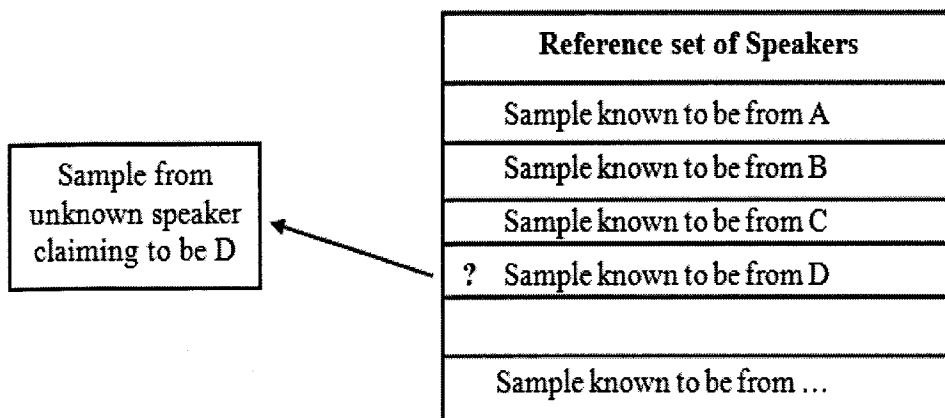 Reference set of Speakers
Sample known to be from A
Sample known to be from B
Sample known to be from C
? Sample known to be from D
Sample known to be from ...
Sample from
unknown speaker
claiming to be D